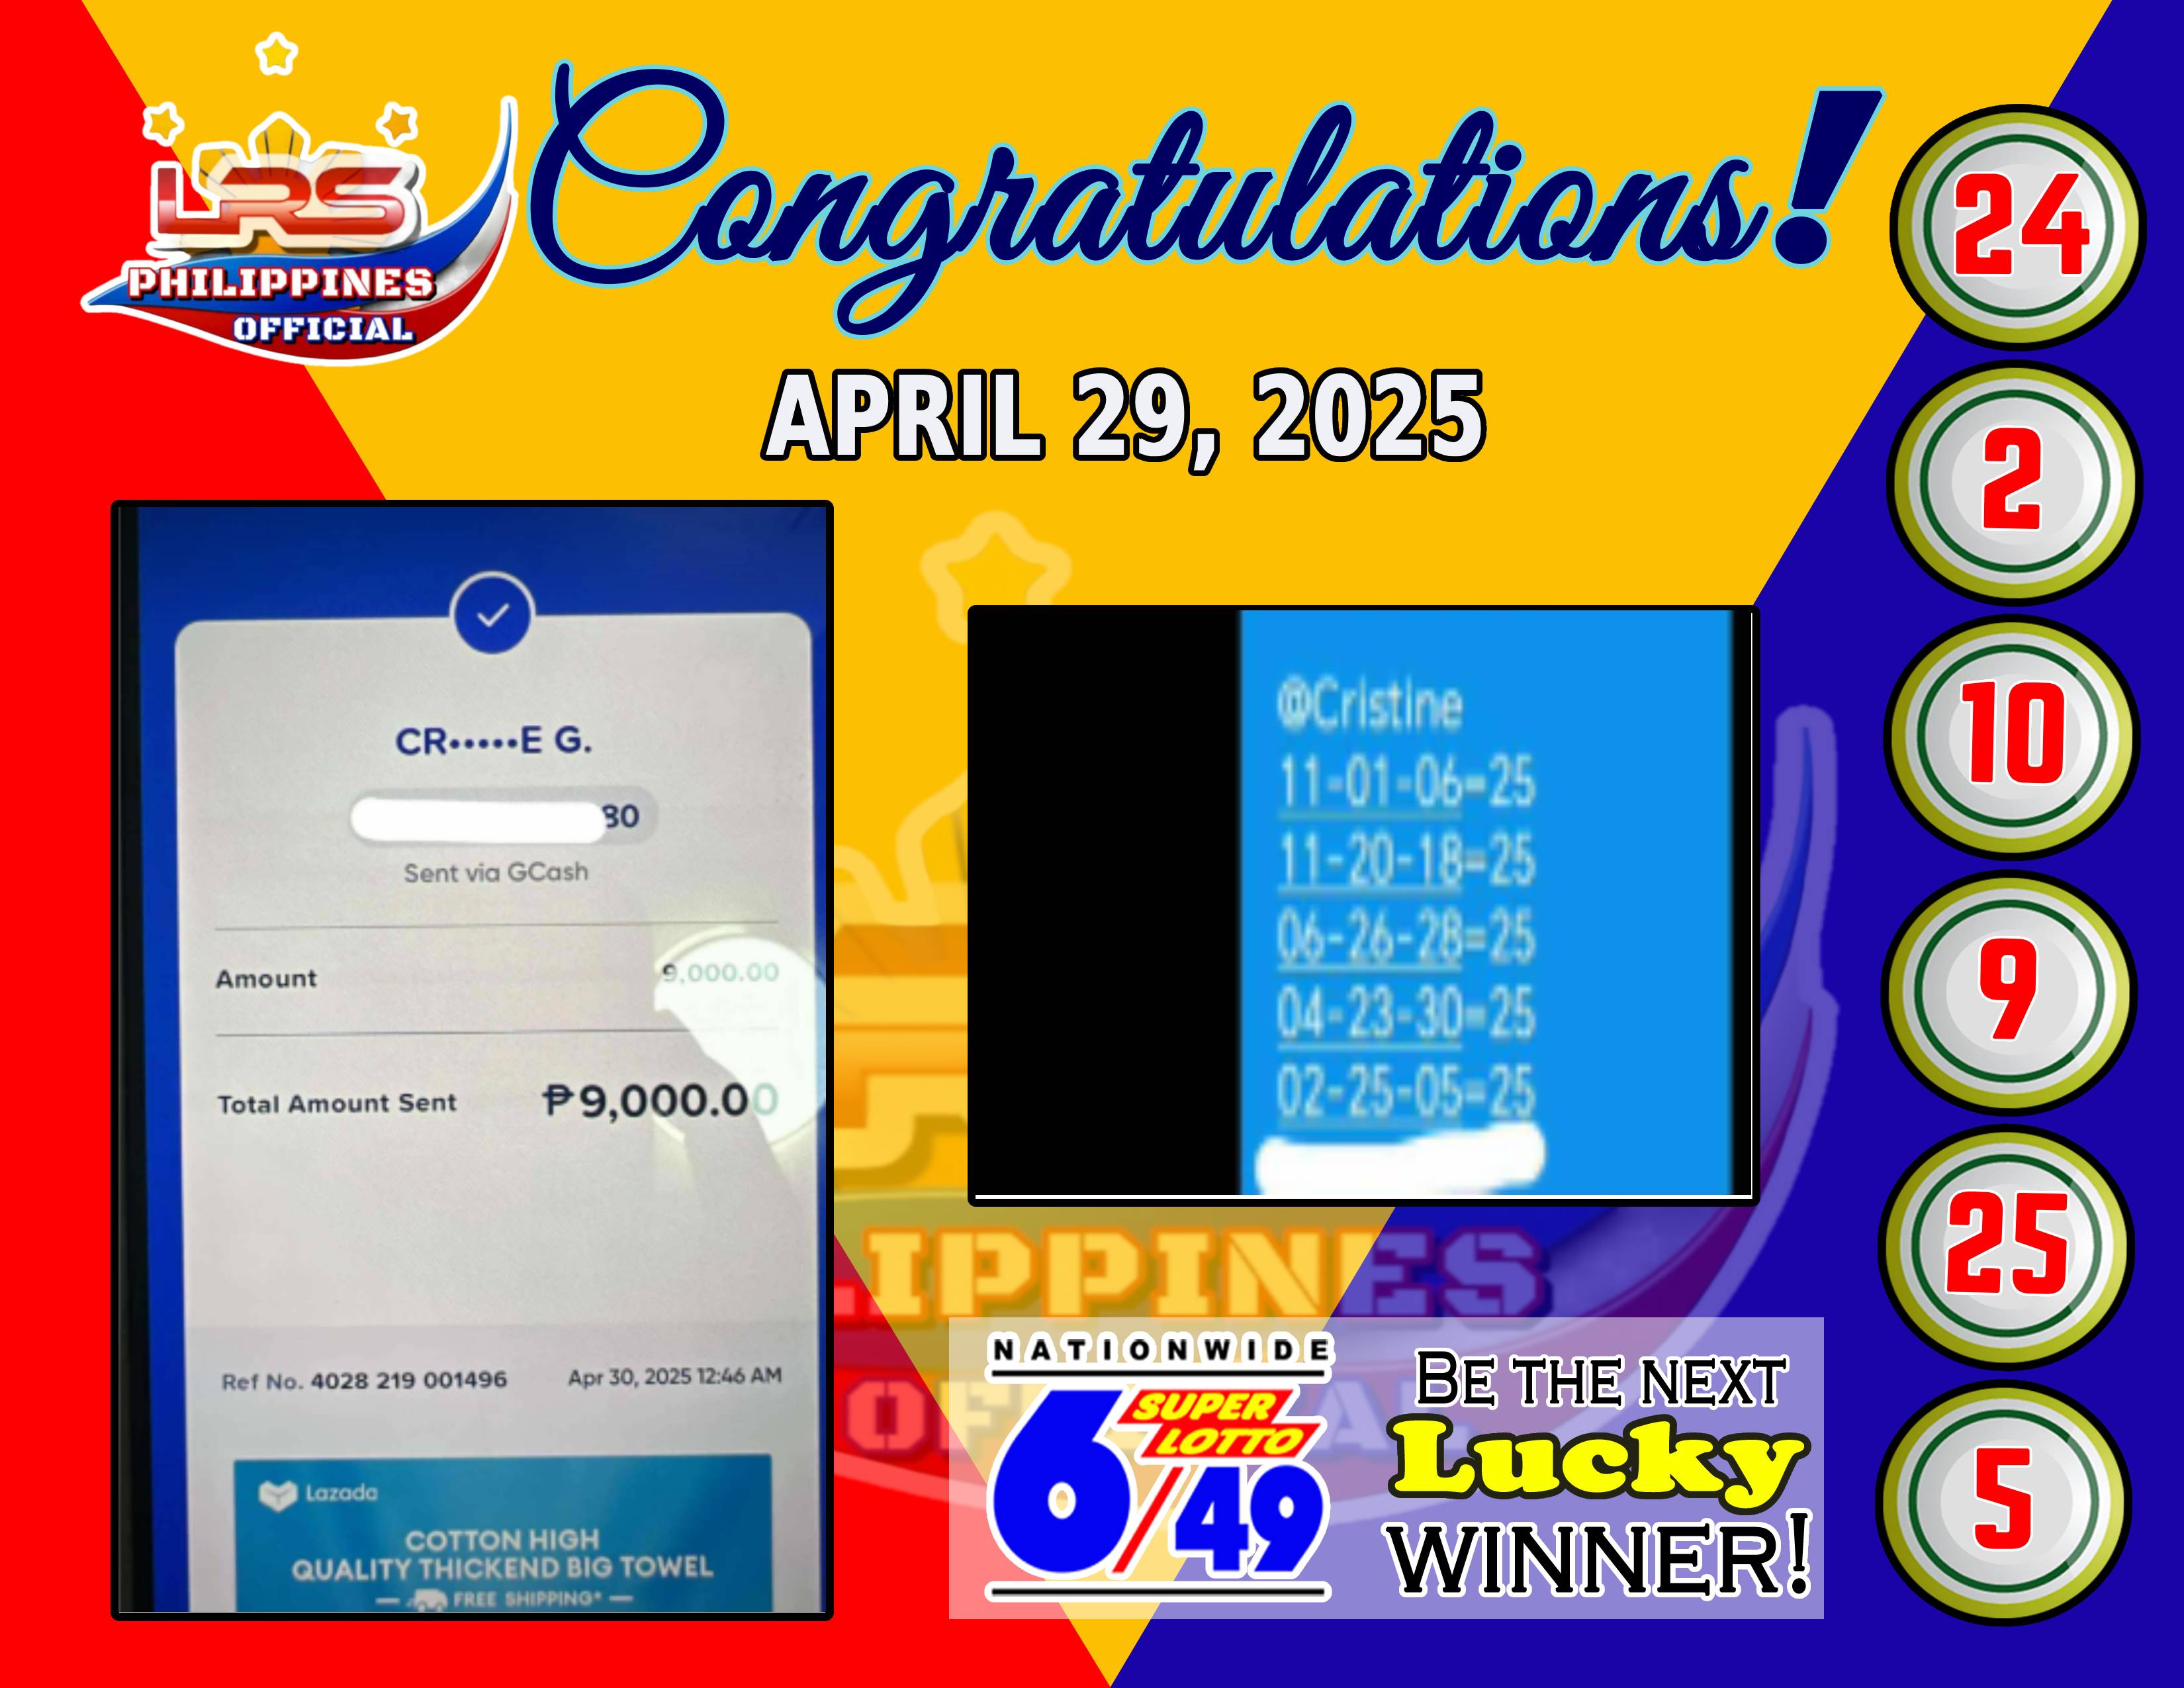 LRS
PHILIPPINES
OFFICIAL
Congratulations!
APRIL 29, 2025
CR•••••E G.
80
Sent via GCash
Amount 9,000.00
Total Amount Sent ₱9,000.00
Ref No. 4028 219 001496 Apr 30, 2025 12:46 AM
Lazada
COTTON HIGH
QUALITY THICKEND BIG TOWEL
FREE SHIPPING*
@Cristine
11-01-06=25
11-20-18=25
06-26-28=25
04-23-30=25
02-25-05=25
LIPPINES
NATIONWIDE
6/49
SUPER
LOTTO
BE THE NEXT
Lucky
WINNER!
24
2
10
9
25
5